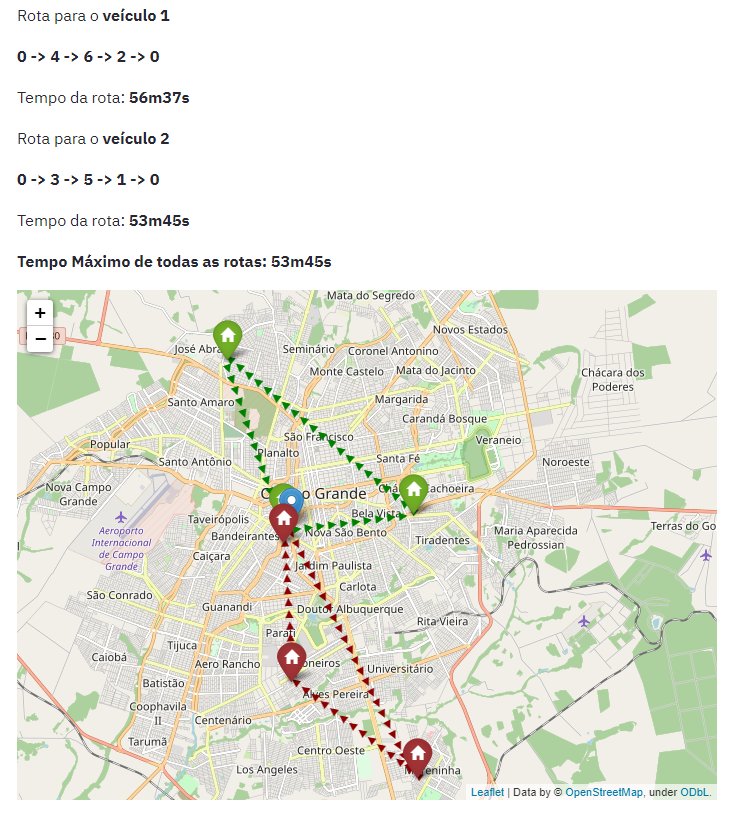 Rota para o veículo 1
0 -> 4 -> 6 -> 2 -> 0
Tempo da rota: 56m37s
Rota para o veículo 2
0 -> 3 -> 5 -> 1 -> 0
Tempo da rota: 53m45s
Tempo Máximo de todas as rotas: 53m45s
Mata do Segredo
+
−
Novos Estados
José Abra
Seminário
Coronel Antonino
Monte Castelo
Mata do Jacinto
Chácara dos
Poderes
Santo Amaro
Margarida
Carandá Bosque
São Francisco
Popular
Planalto
Veraneio
Santo Antônio
Santa Fé
Noroeste
Nova Campo
Grande
Grande
Cachoeira
Taveirópolis
Bela Vista
Aeroporto
Internacional
de Campo
Grande
Bandeirantes
Nova São Bento
Tiradentes
Maria Aparecida
Pedrossian
Terras do Go
Caiçara
Jardim Paulista
Carlota
São Conrado
Guanandi
Doutor Albuquerque
Rita Vieira
Parati
Tijuca
Caiobá
Aero Rancho
oneiros
Universitário
Batistão
Alves Pereira
Coophavila
II
Centenário
Tarumã
Centro Oeste
Los Angeles
reninha
Leaflet | Data by © OpenStreetMap, under ODbL.